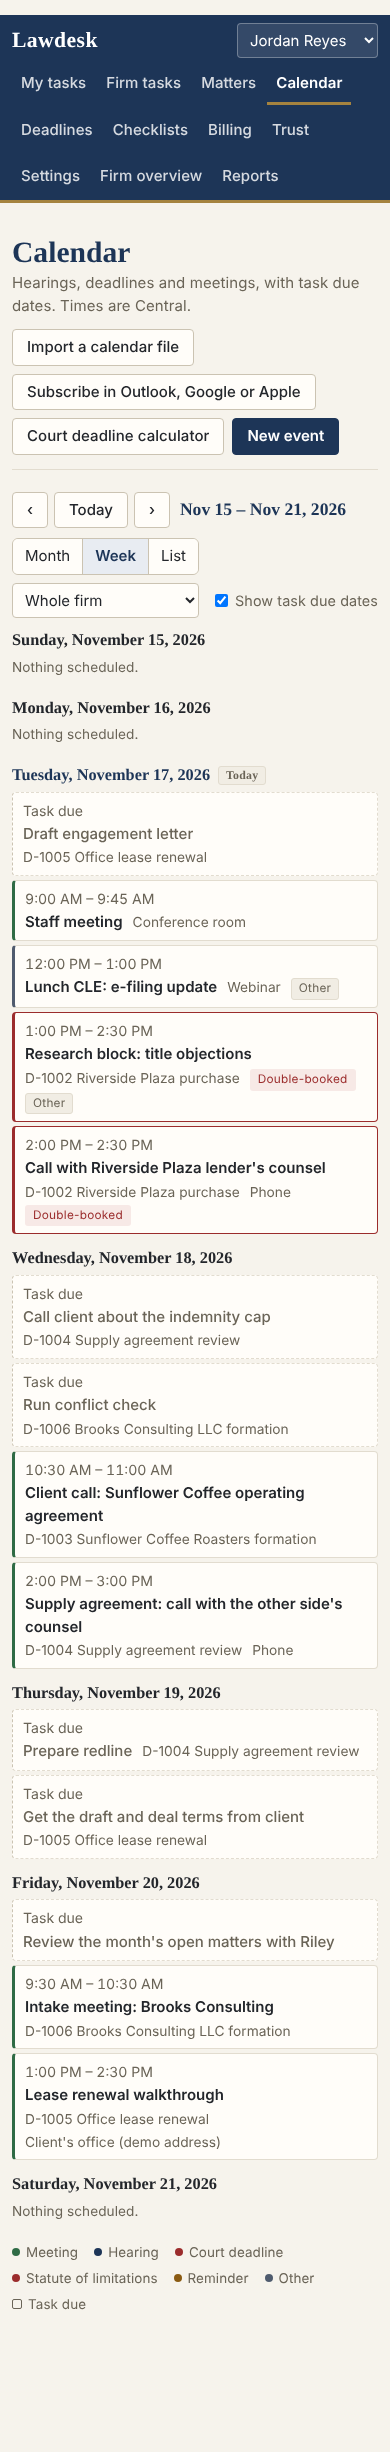 Lawdesk
Jordan Reyes
My tasks Firm tasks Matters Calendar
Deadlines Checklists Billing Trust
Settings Firm overview Reports
Calendar
Hearings, deadlines and meetings, with task due
dates. Times are Central.
Import a calendar file
Subscribe in Outlook, Google or Apple
Court deadline calculator New event
‹ Today › Nov 15 – Nov 21, 2026
Month Week List
Whole firm Show task due dates
Sunday, November 15, 2026
Nothing scheduled.
Monday, November 16, 2026
Nothing scheduled.
Tuesday, November 17, 2026 Today
Task due
Draft engagement letter
D-1005 Office lease renewal
9:00 AM – 9:45 AM
Staff meeting Conference room
12:00 PM – 1:00 PM
Lunch CLE: e-filing update Webinar Other
1:00 PM – 2:30 PM
Research block: title objections
D-1002 Riverside Plaza purchase Double-booked
Other
2:00 PM – 2:30 PM
Call with Riverside Plaza lender's counsel
D-1002 Riverside Plaza purchase Phone
Double-booked
Wednesday, November 18, 2026
Task due
Call client about the indemnity cap
D-1004 Supply agreement review
Task due
Run conflict check
D-1006 Brooks Consulting LLC formation
10:30 AM – 11:00 AM
Client call: Sunflower Coffee operating
agreement
D-1003 Sunflower Coffee Roasters formation
2:00 PM – 3:00 PM
Supply agreement: call with the other side's
counsel
D-1004 Supply agreement review Phone
Thursday, November 19, 2026
Task due
Prepare redline D-1004 Supply agreement review
Task due
Get the draft and deal terms from client
D-1005 Office lease renewal
Friday, November 20, 2026
Task due
Review the month's open matters with Riley
9:30 AM – 10:30 AM
Intake meeting: Brooks Consulting
D-1006 Brooks Consulting LLC formation
1:00 PM – 2:30 PM
Lease renewal walkthrough
D-1005 Office lease renewal
Client's office (demo address)
Saturday, November 21, 2026
Nothing scheduled.
Meeting Hearing Court deadline
Statute of limitations Reminder Other
Task due